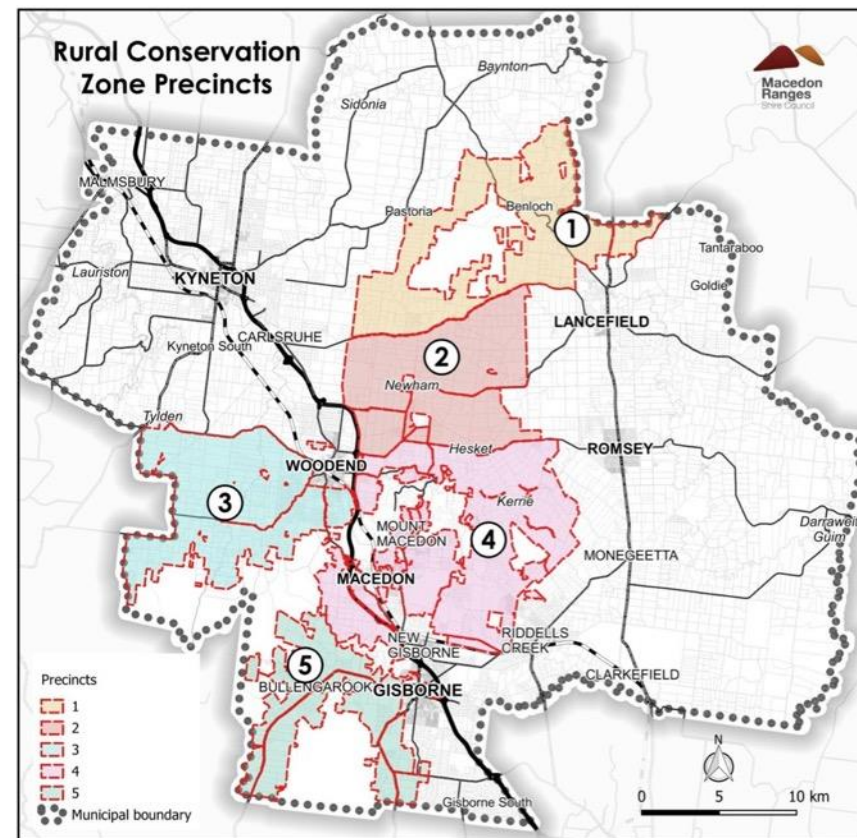 Rural Conservation
Zone Precincts
Macedon
Ranges
Shire Council
Baynton
Sidonia
MALMSBURY
Pastoria
Benloch
1
Tantaraboo
Lauriston
KYNETON
Goldie
LANCEFIELD
CARLSRUHE
Kyneton South
2
Newham
Tylden
Hesket
ROMSEY
WOODEND
3
Kerrie
MOUNT
MACEDON
4
Darraweit
Guim
MONEGEETTA
MACEDON
NEW
GISBORNE
RIDDELLS
CREEK
5
BULLENGAROOK
GISBORNE
CLARKEFIELD
Gisborne South
Precincts
1
2
3
4
5
Municipal boundary
N
0 5 10 km